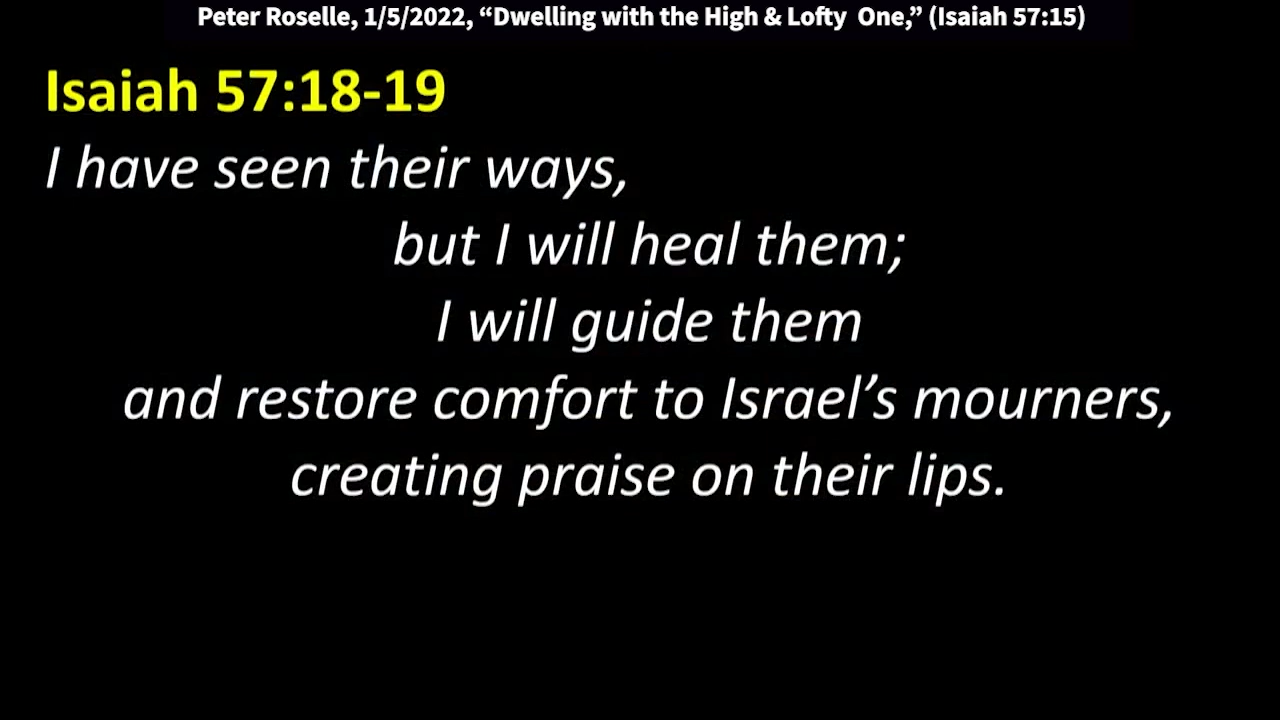 Peter Roselle, 1/5/2022, “Dwelling with the High & Lofty One,” (Isaiah 57:15)
Isaiah 57:18-19
I have seen their ways,
but I will heal them;
I will guide them
and restore comfort to Israel’s mourners,
creating praise on their lips.